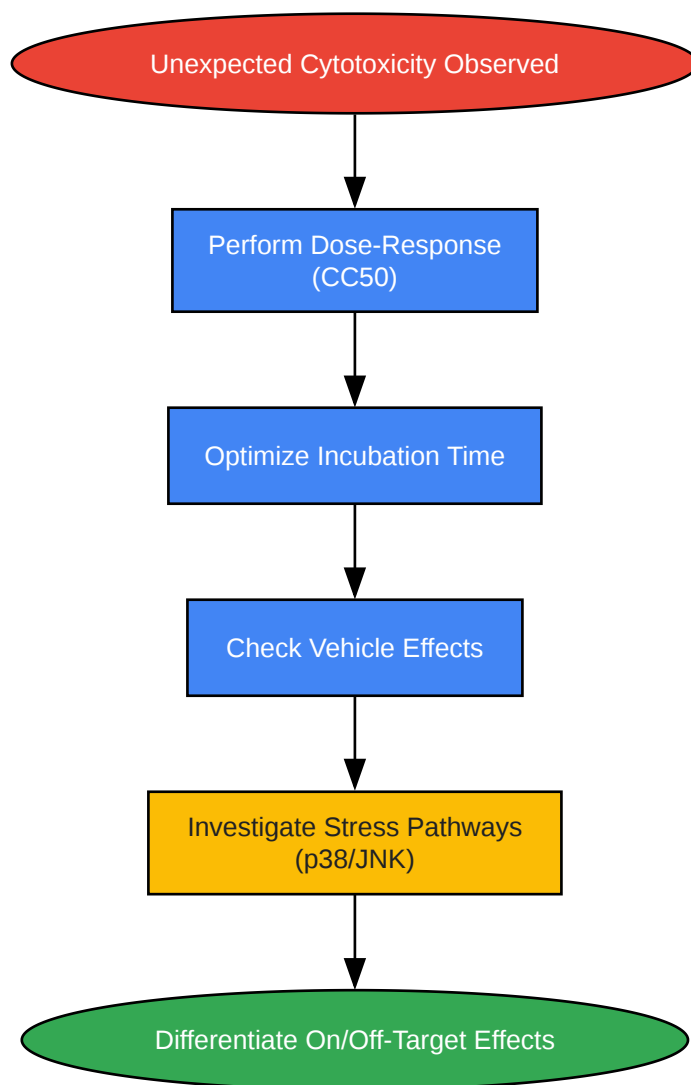 Unexpected Cytotoxicity Observed
Perform Dose-Response
(CC50)
Optimize Incubation Time
Check Vehicle Effects
Investigate Stress Pathways
(p38/JNK)
Differentiate On/Off-Target Effects